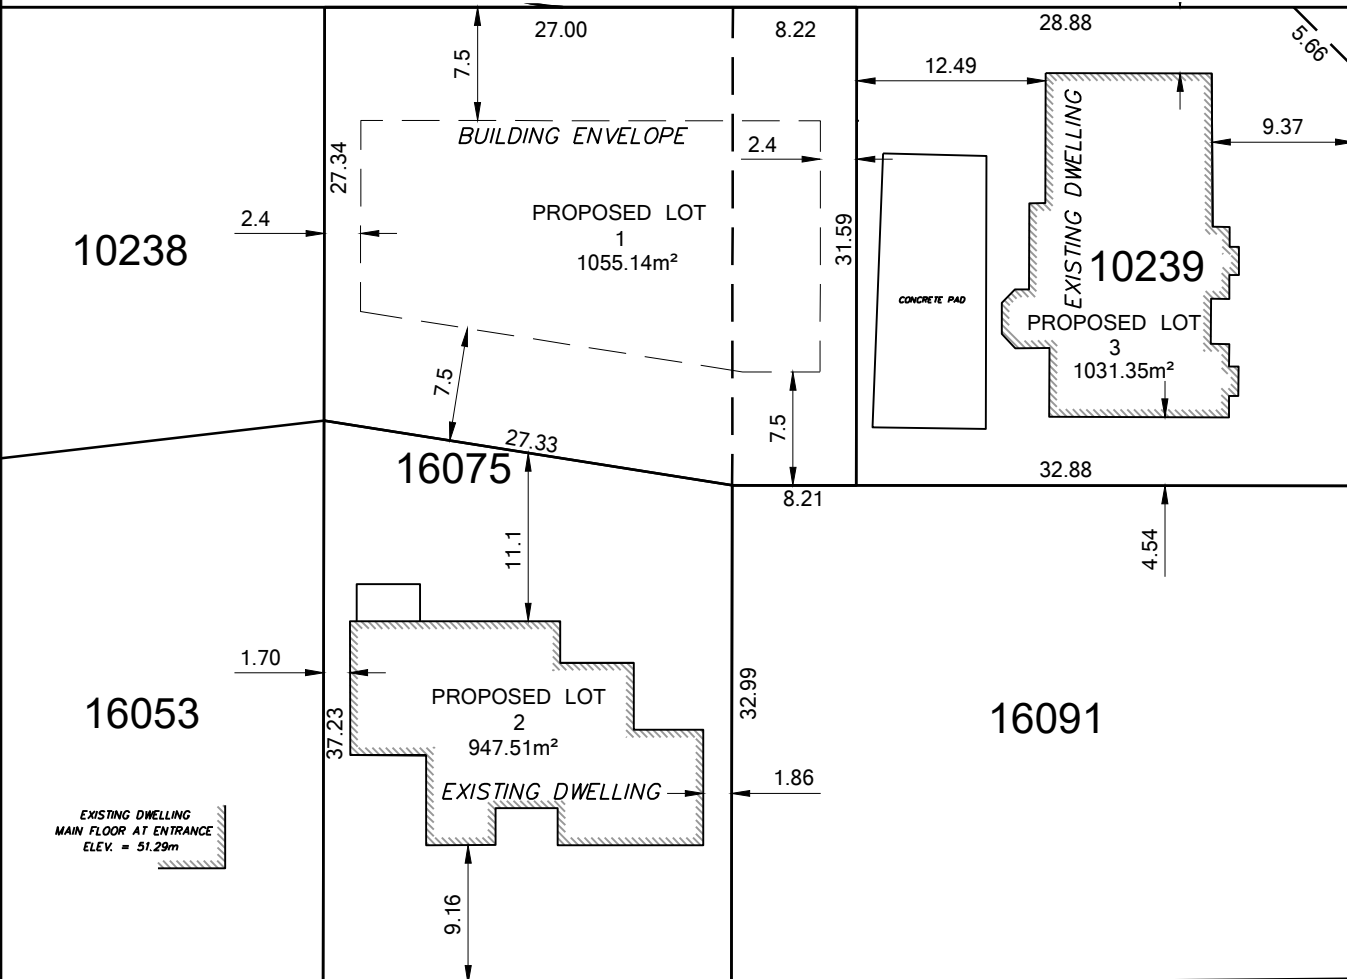 27.00
8.22
28.88
5.66
7.5
12.49
9.37
BUILDING ENVELOPE
2.4
27.34
EXISTING DWELLING
2.4
10238
PROPOSED LOT
1
1055.14m²
31.59
10239
CONCRETE PAD
PROPOSED LOT
3
1031.35m²
7.5
7.5
27.33
16075
32.88
8.21
11.1
4.54
1.70
16053
37.23
PROPOSED LOT
2
947.51m²
32.99
16091
EXISTING DWELLING
1.86
EXISTING DWELLING
MAIN FLOOR AT ENTRANCE
ELEV. = 51.29m
9.16